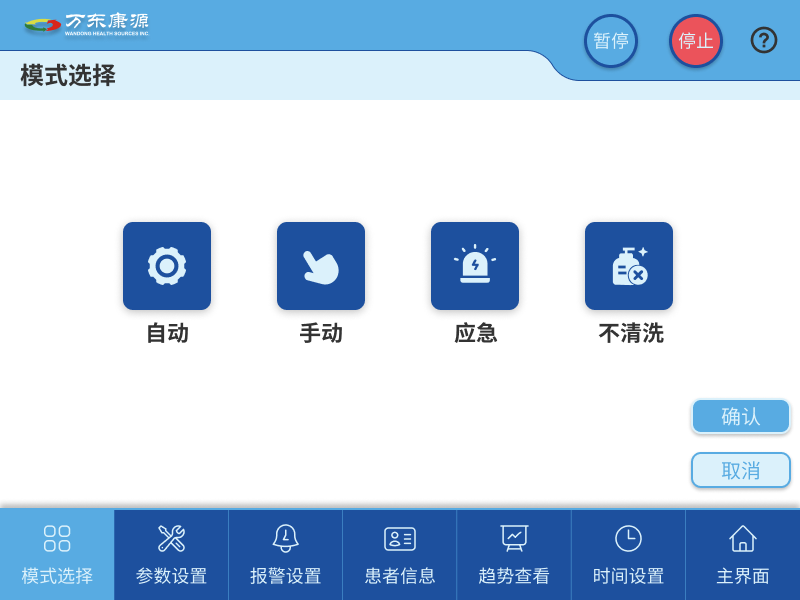 万东康源
WANDONG HEALTH SOURCES INC.
暂停
停止
?
模式选择
自动
手动
应急
不清洗
确认
取消
模式选择
参数设置
报警设置
患者信息
趋势查看
时间设置
主界面